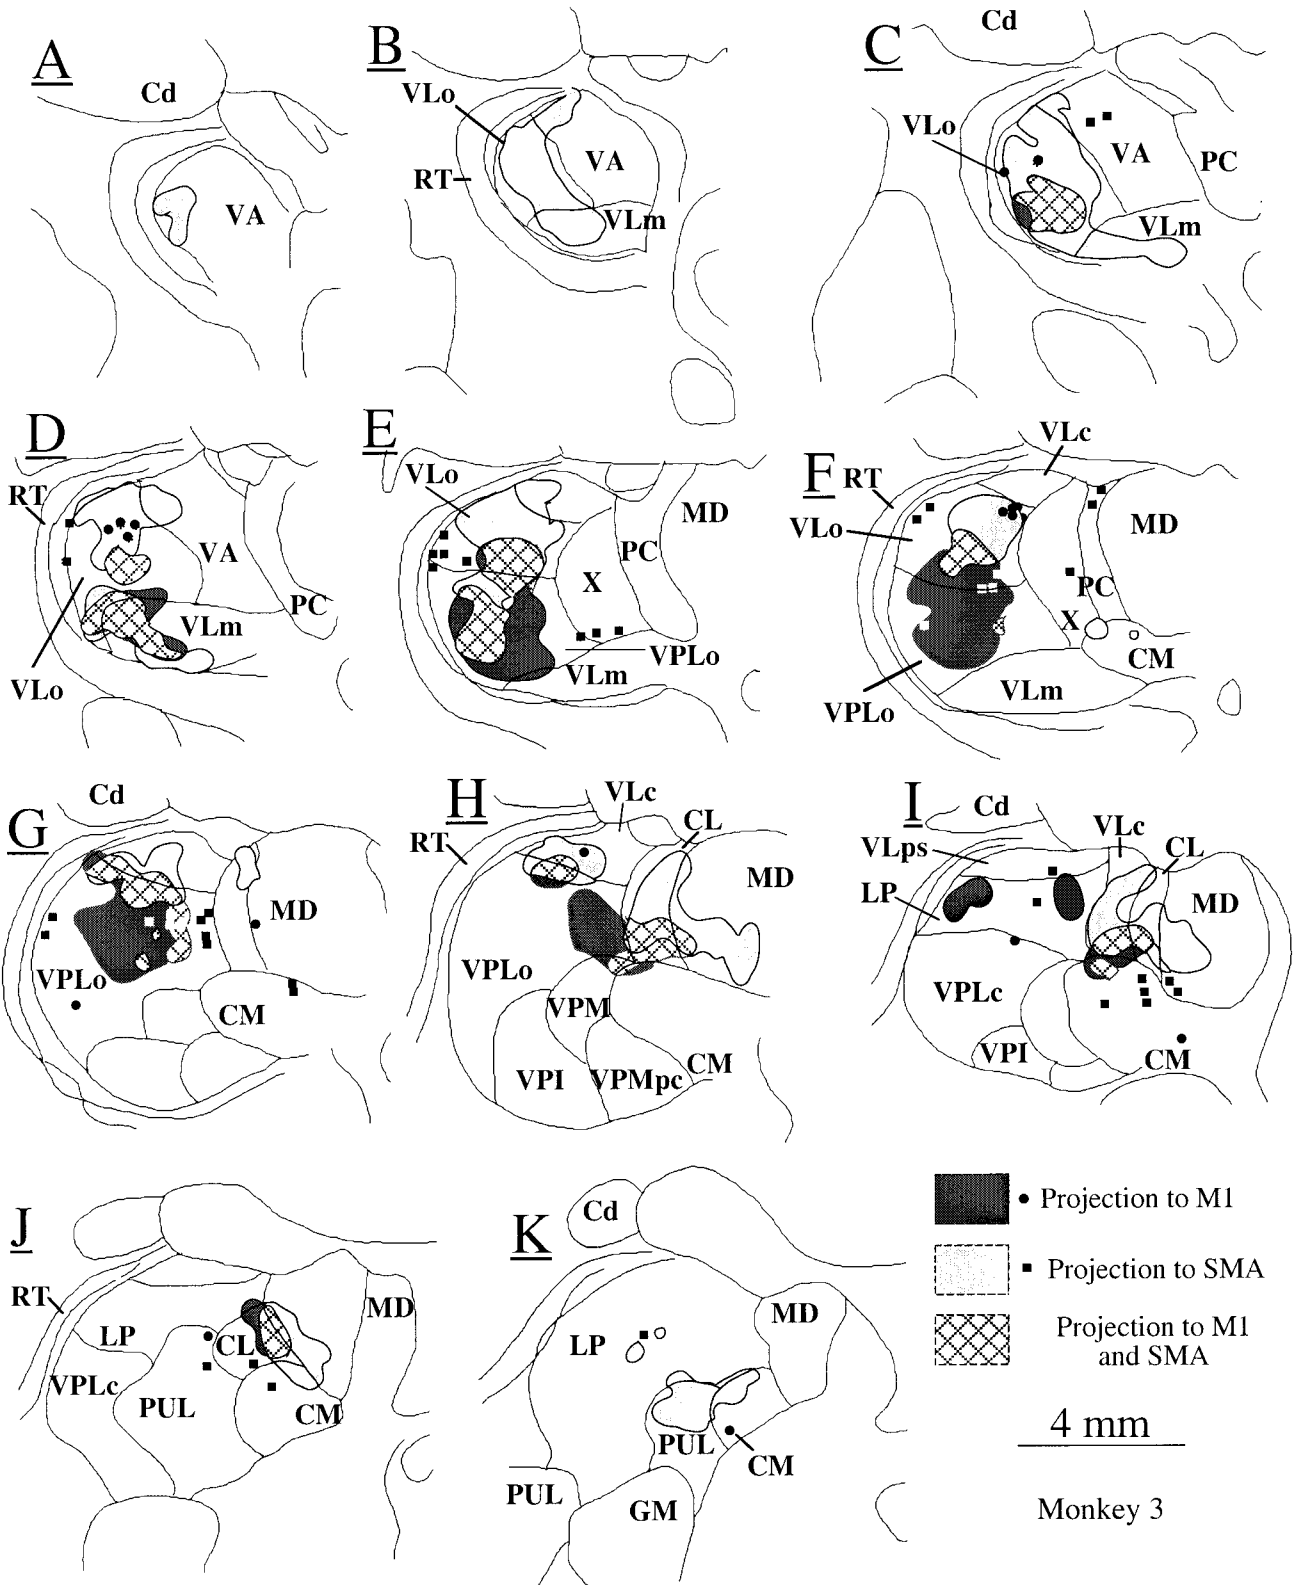 A
Cd
VA
B
VLo
RT
VA
VLm
C
Cd
VLo
VA
PC
VLm
D
RT
VA
PC
VLm
VLo
E
VLo
MD
PC
X
VPLo
VLm
F
VLc
RT
VLo
MD
PC
X
CM
VLm
VPLo
G
Cd
MD
VPLo
CM
H
VLc
CL
RT
MD
VPLo
VPM
VPI
VPMpc
CM
I
Cd
VLps
VLc
CL
LP
MD
VPLc
VPI
CM
J
RT
MD
LP
CL
VPLc
PUL
CM
K
Cd
MD
LP
PUL
CM
PUL
GM
Projection to M1
Projection to SMA
Projection to M1
and SMA
4 mm
Monkey 3